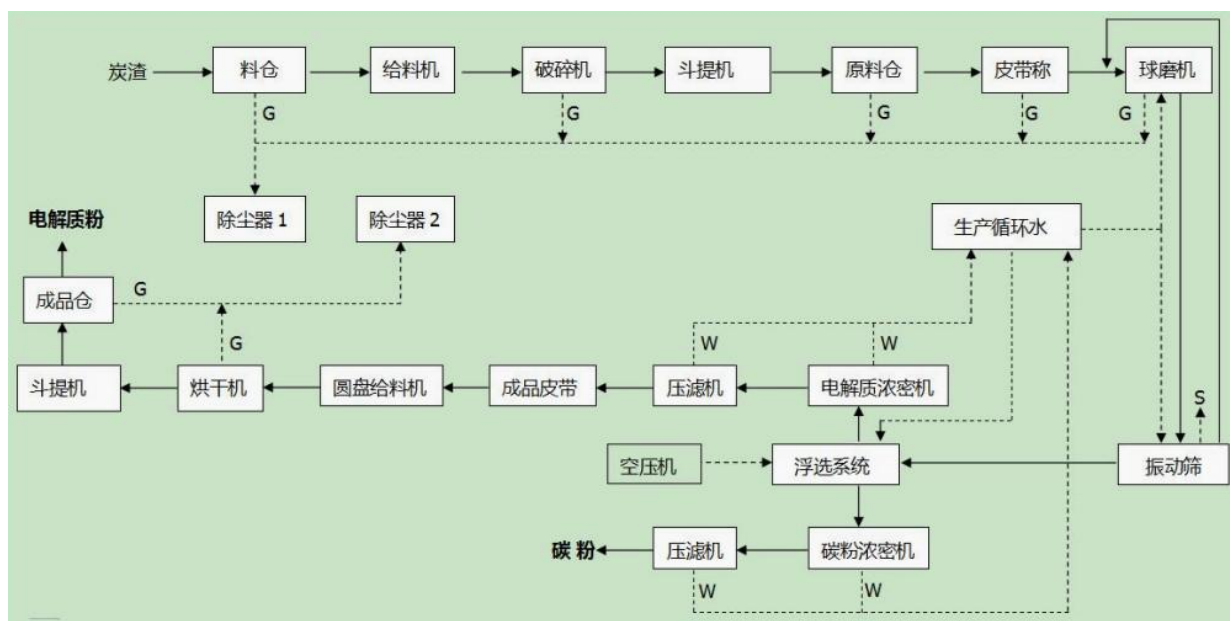 炭渣
料仓
给料机
破碎机
斗提机
原料仓
皮带称
球磨机
G
G
G
G
G
除尘器 1
除尘器 2
电解质粉
生产循环水
成品仓
G
G
W
W
斗提机
烘干机
圆盘给料机
成品皮带
压滤机
电解质浓密机
S
空压机
浮选系统
振动筛
碳 粉
压滤机
碳粉浓密机
W
W